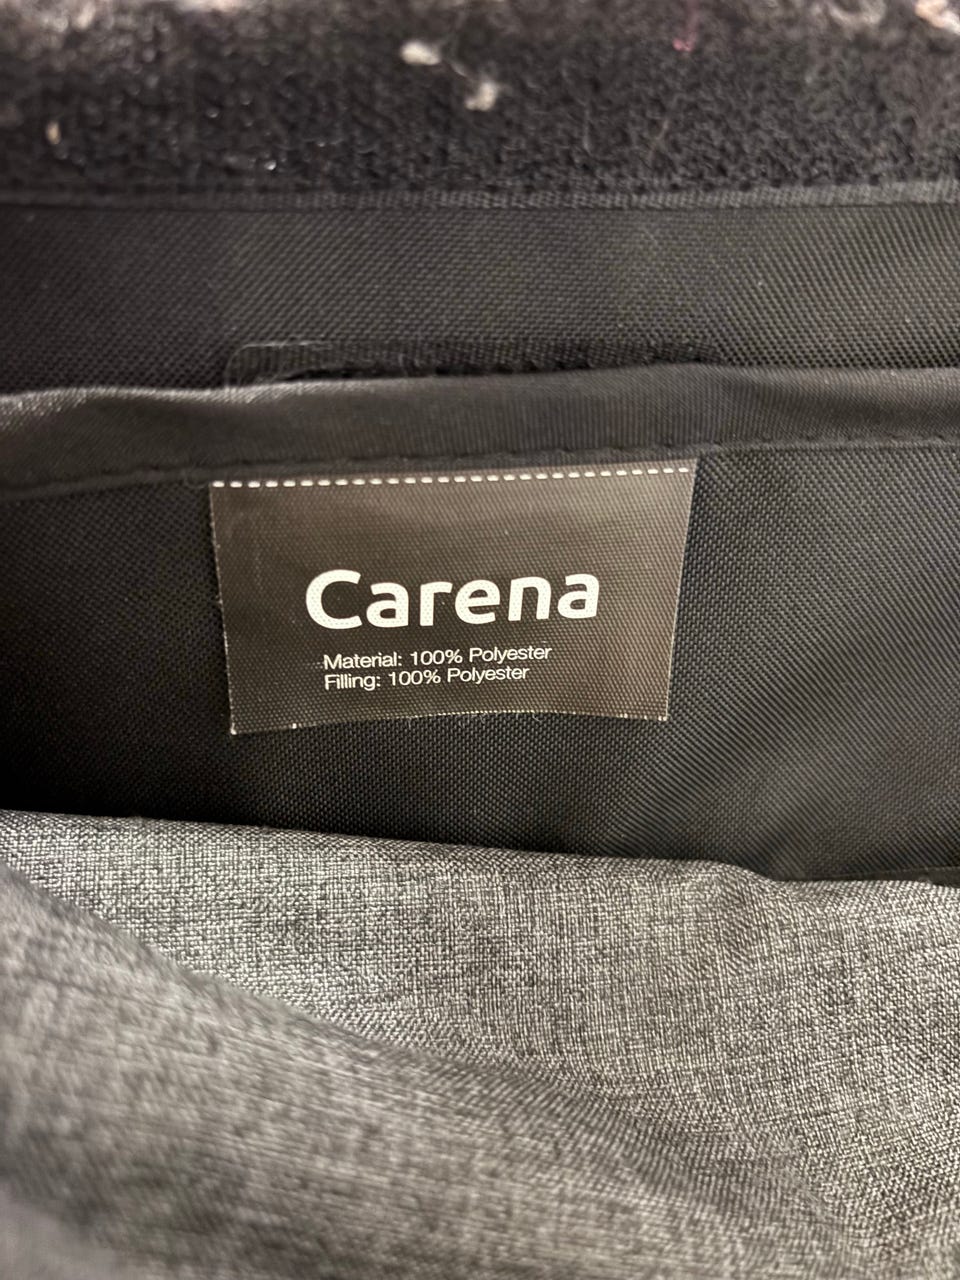 Carena
Material: 100% Polyester
Filling: 100% Polyester